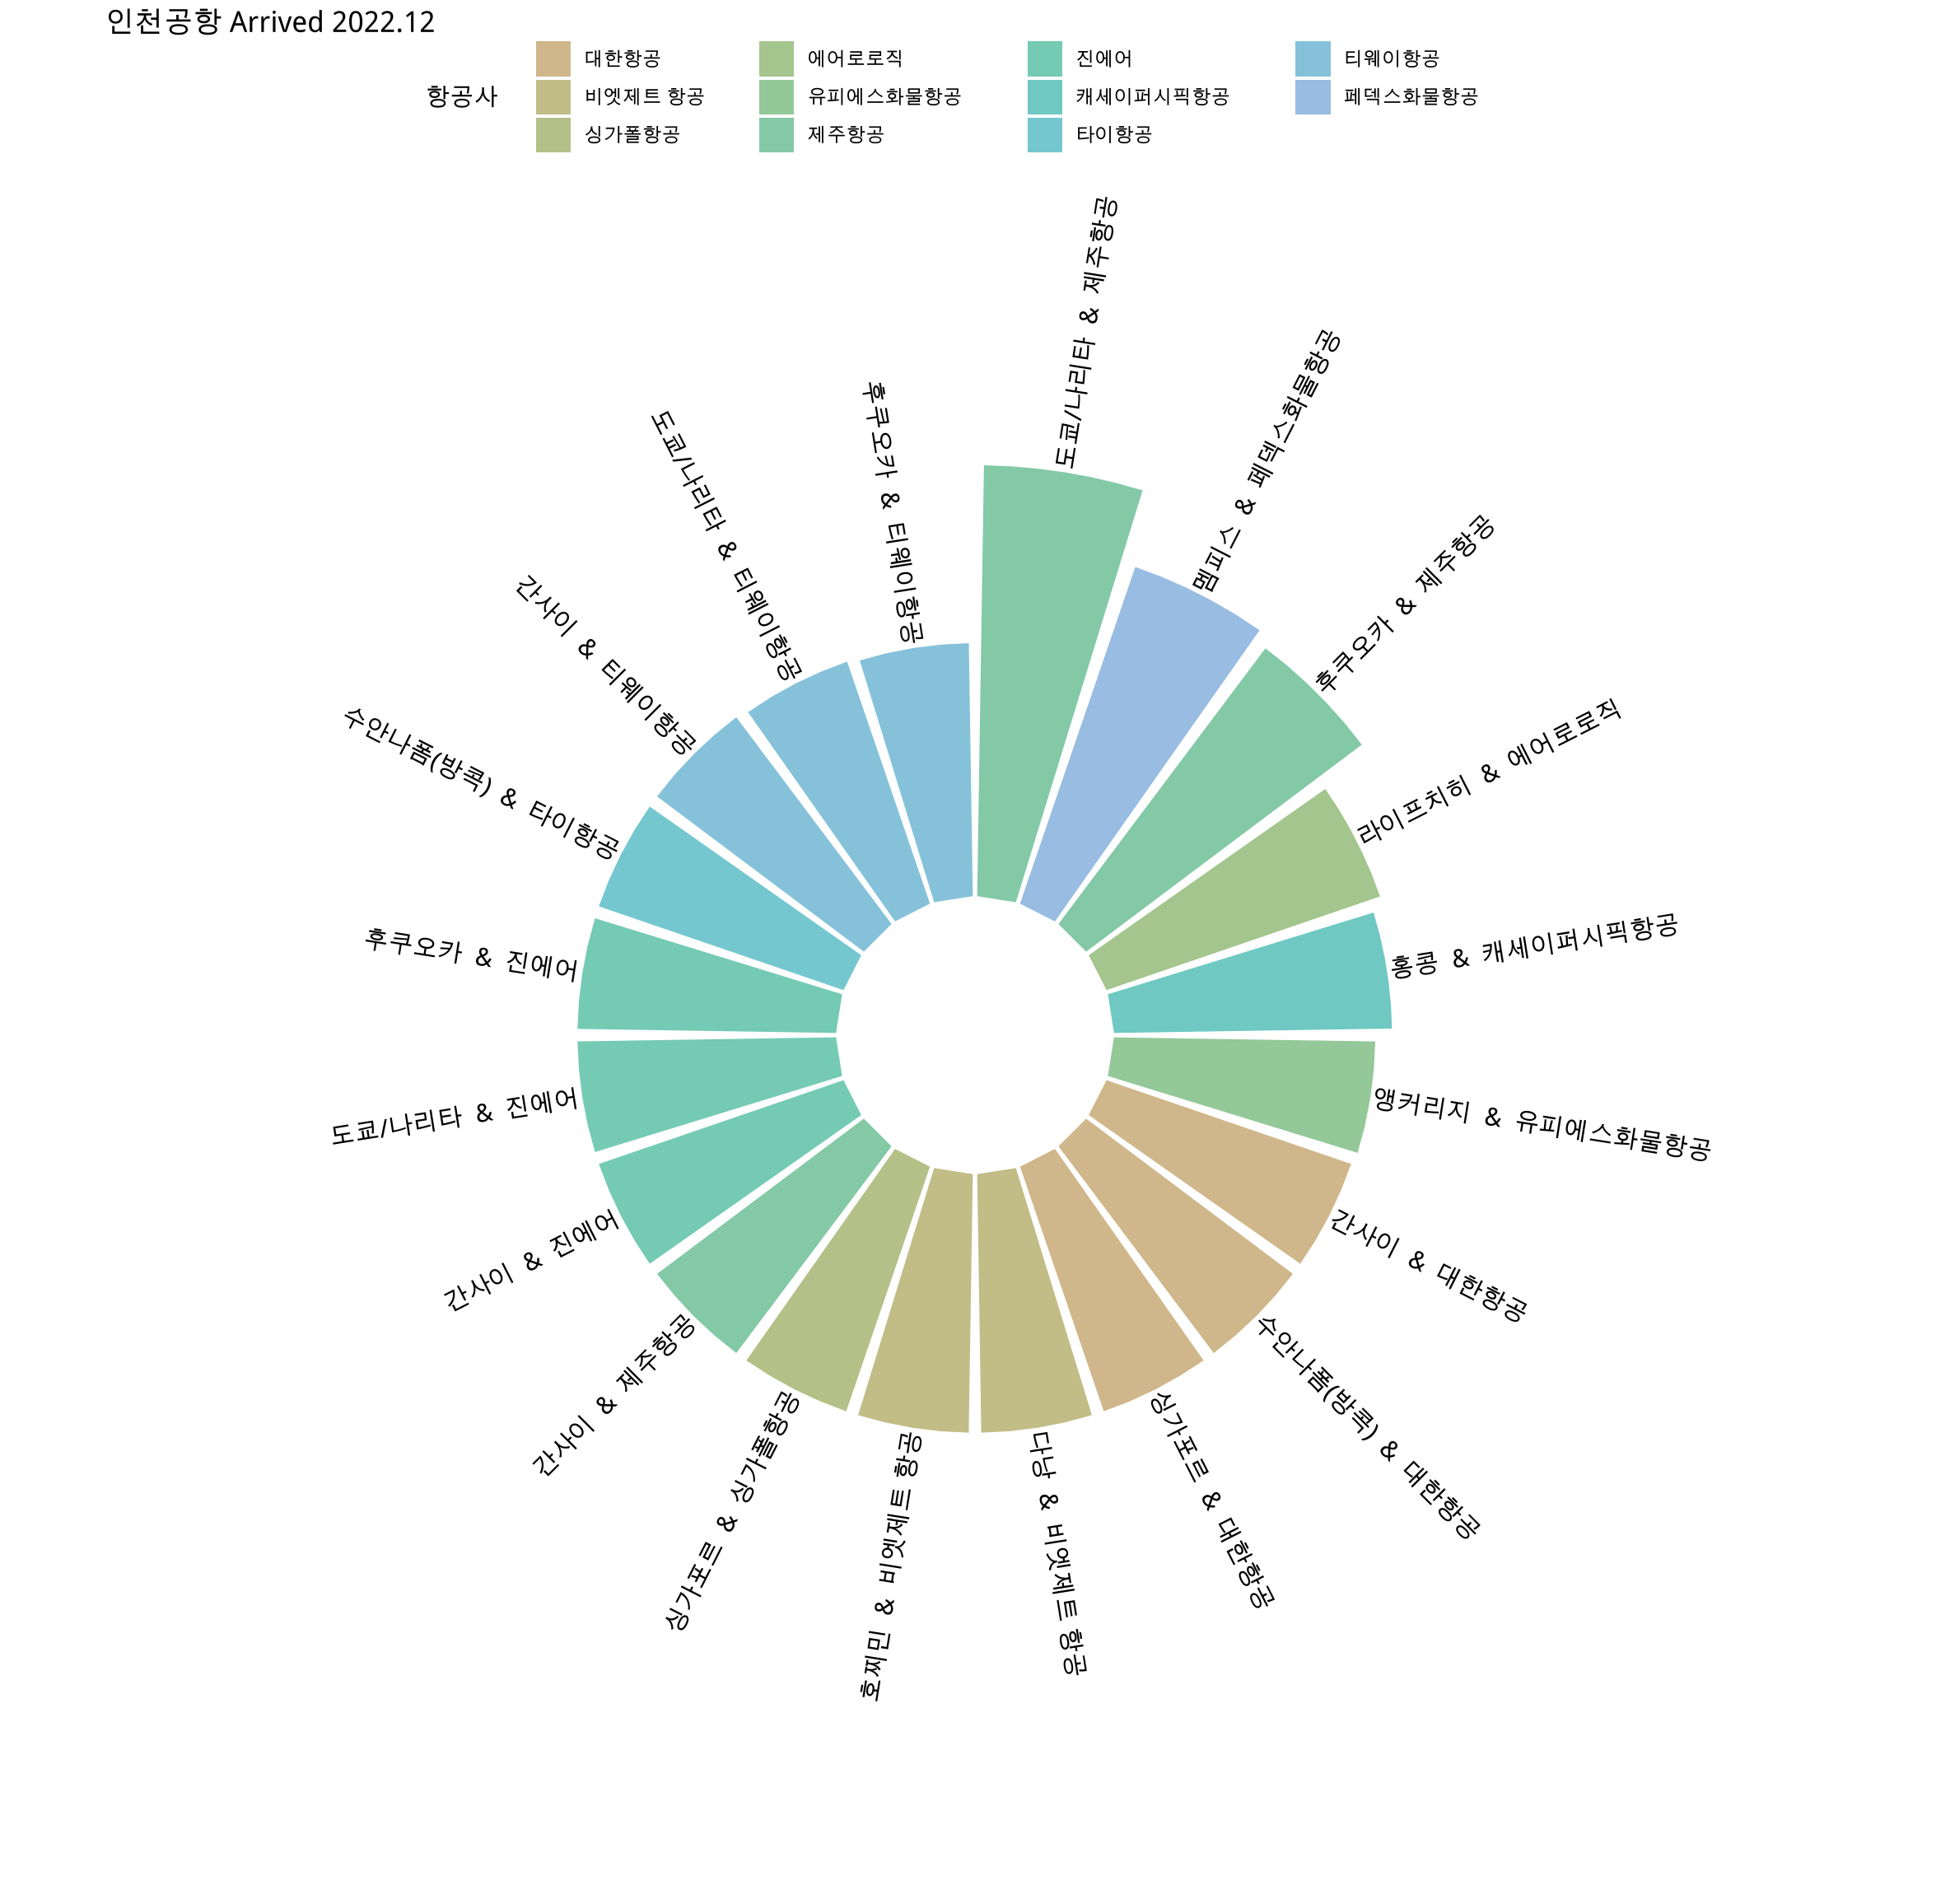 인천공항 Arrived 2022.12
항공사
대한항공
비엣제트 항공
싱가폴항공
에어로로직
유피에스화물항공
제주항공
진에어
캐세이퍼시픽항공
타이항공
티웨이항공
페덱스화물항공
도쿄/나리타 & 제주항공
멤피스 & 페덱스화물항공
후쿠오카 & 제주항공
라이프치히 & 에어로로직
홍콩 & 캐세이퍼시픽항공
앵커리지 & 유피에스화물항공
간사이 & 대한항공
수안나폼(방콕) & 대한항공
싱가포르 & 대한항공
다낭 & 비엣제트 항공
호찌민 & 비엣제트 항공
싱가포르 & 싱가폴항공
간사이 & 제주항공
간사이 & 진에어
도쿄/나리타 & 진에어
후쿠오카 & 진에어
수안나폼(방콕) & 타이항공
간사이 & 티웨이항공
도쿄/나리타 & 티웨이항공
후쿠오카 & 티웨이항공